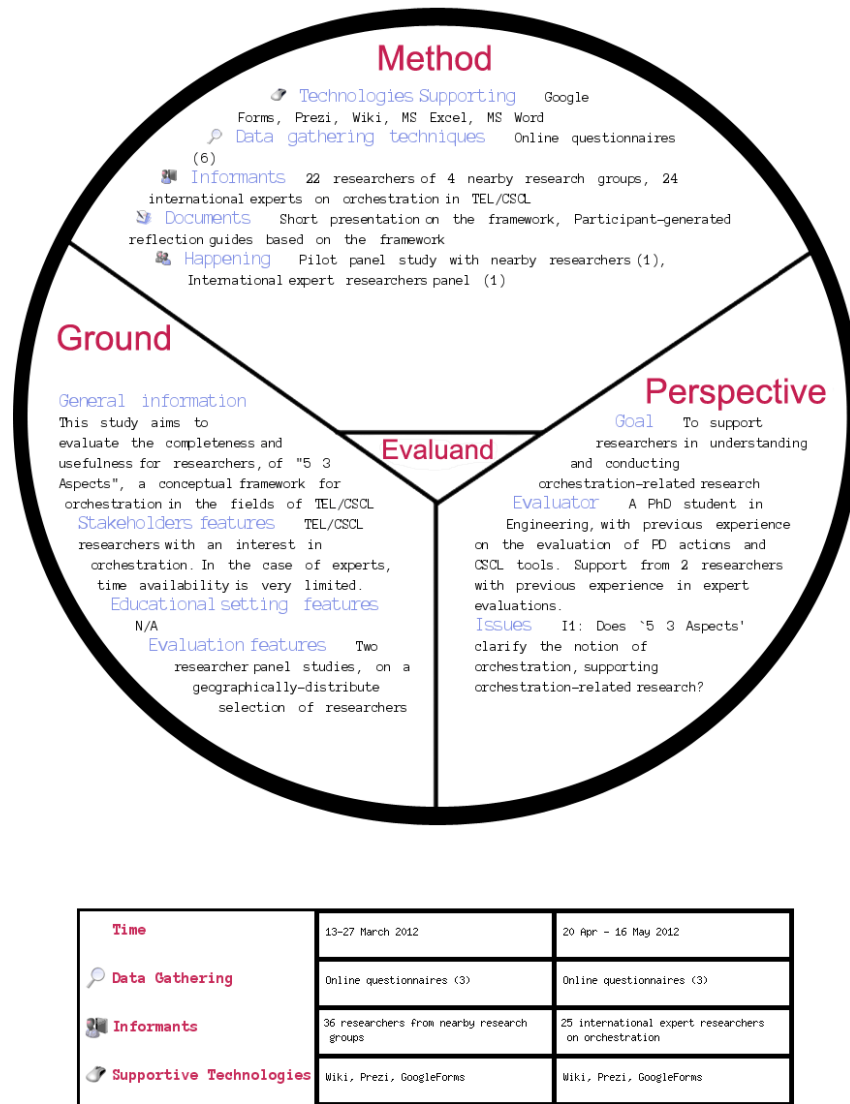 Method
Technologies Supporting Google
Forms, Prezi, Wiki, MS Excel, MS Word
Data gathering techniques Online questionnaires
(6)
Informants 22 researchers of 4 nearby research groups, 24
international experts on orchestration in TEL/CSCL
Documents Short presentation on the framework, Participant-generated
reflection guides based on the framework
Happening Pilot panel study with nearby researchers (1),
International expert researchers panel (1)
Ground
General information
This study aims to
evaluate the completeness and
usefulness for researchers, of "5 3
Aspects", a conceptual framework for
orchestration in the fields of TEL/CSCL
Stakeholders features TEL/CSCL
researchers with an interest in
orchestration. In the case of experts,
time availability is very limited.
Educational setting features
N/A
Evaluation features Two
researcher panel studies, on a
geographically-distribute
selection of researchers
Evaluand
Perspective
Goal To support
researchers in understanding
and conducting
orchestration-related research
Evaluator A PhD student in
Engineering, with previous experience
on the evaluation of PD actions and
CSCL tools. Support from 2 researchers
with previous experience in expert
evaluations.
Issues I1: Does `5 3 Aspects'
clarify the notion of
orchestration, supporting
orchestration-related research?
Time 13-27 March 2012 20 Apr - 16 May 2012
Data Gathering Online questionnaires (3) Online questionnaires (3)
Informants 36 researchers from nearby research 25 international expert researchers
groups on orchestration
Supportive Technologies Wiki, Prezi, GoogleForms Wiki, Prezi, GoogleForms